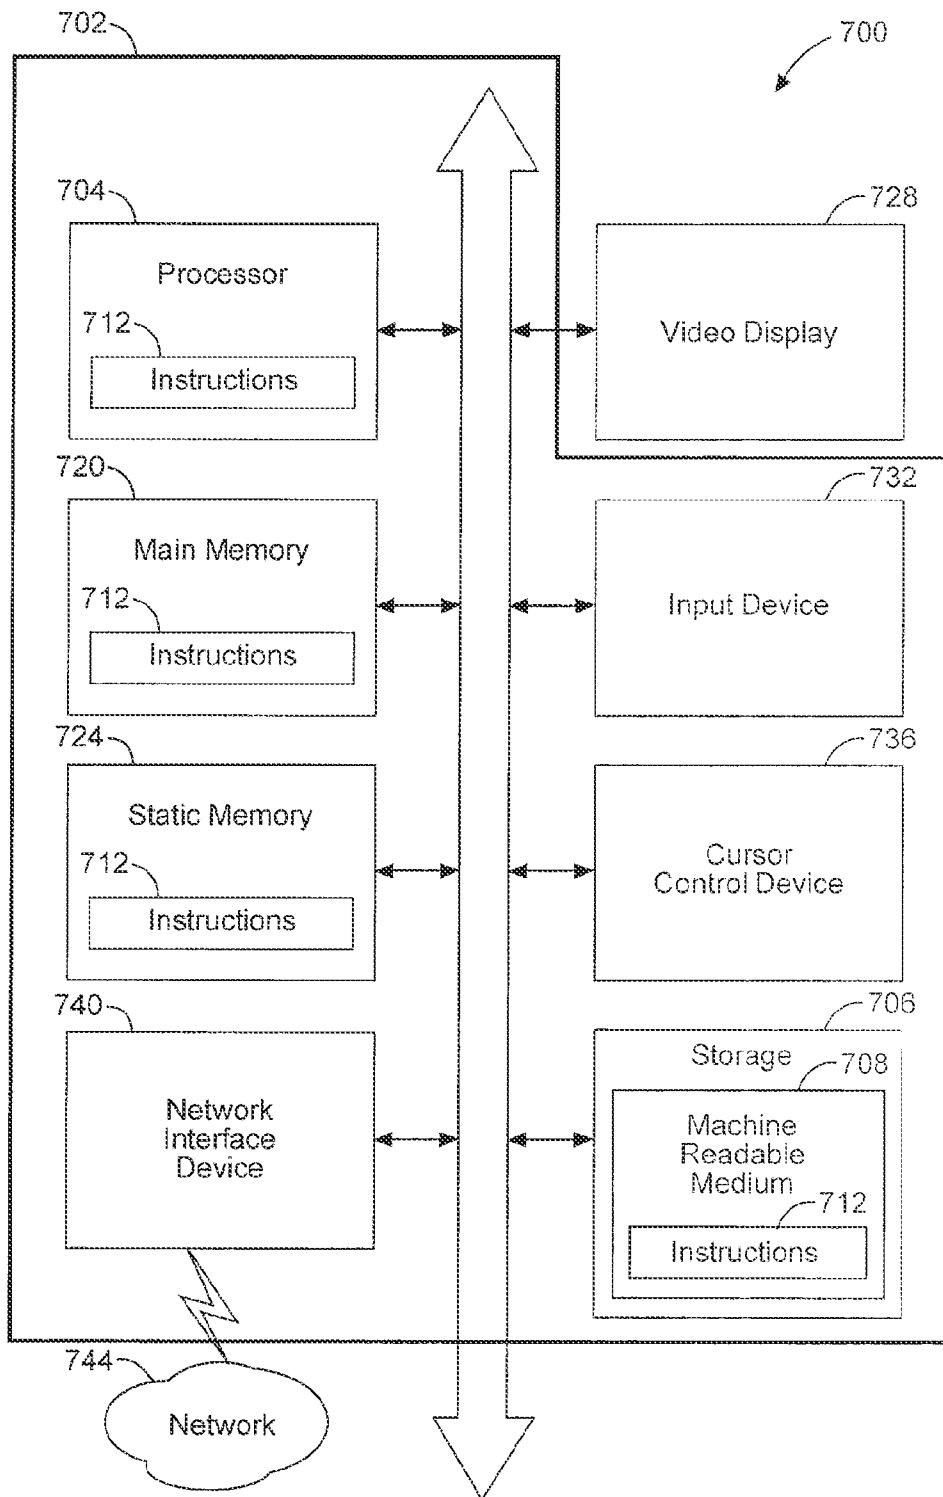 702
700
704
Processor
712
Instructions
728
Video Display
720
Main Memory
712
Instructions
732
Input Device
724
Static Memory
712
Instructions
736
Cursor
Control Device
740
Network
Interface
Device
706
Storage
708
Machine
Readable
Medium
712
Instructions
744
Network